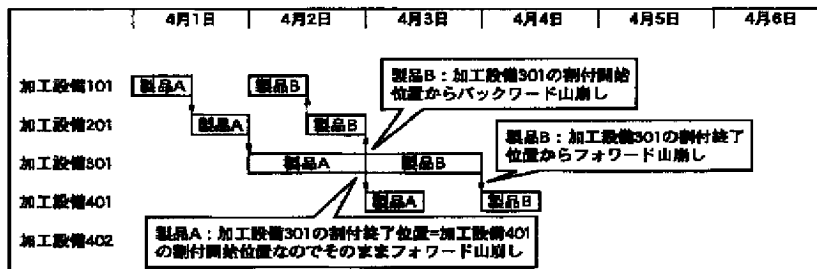 4月1日 4月2日 4月3日 4月4日 4月5日 4月6日
加工設備101 製品A 製品B
製品B：加工設備301の割付開始
位置からバックワード山崩し
加工設備201 製品A 製品B
製品B：加工設備301の割付終了
位置からフォワード山崩し
加工設備301 製品A 製品B
加工設備401 製品A 製品B
製品A：加工設備301の割付終了位置=加工設備401
の割付開始位置なのでそのままフォワード山崩し
加工設備402